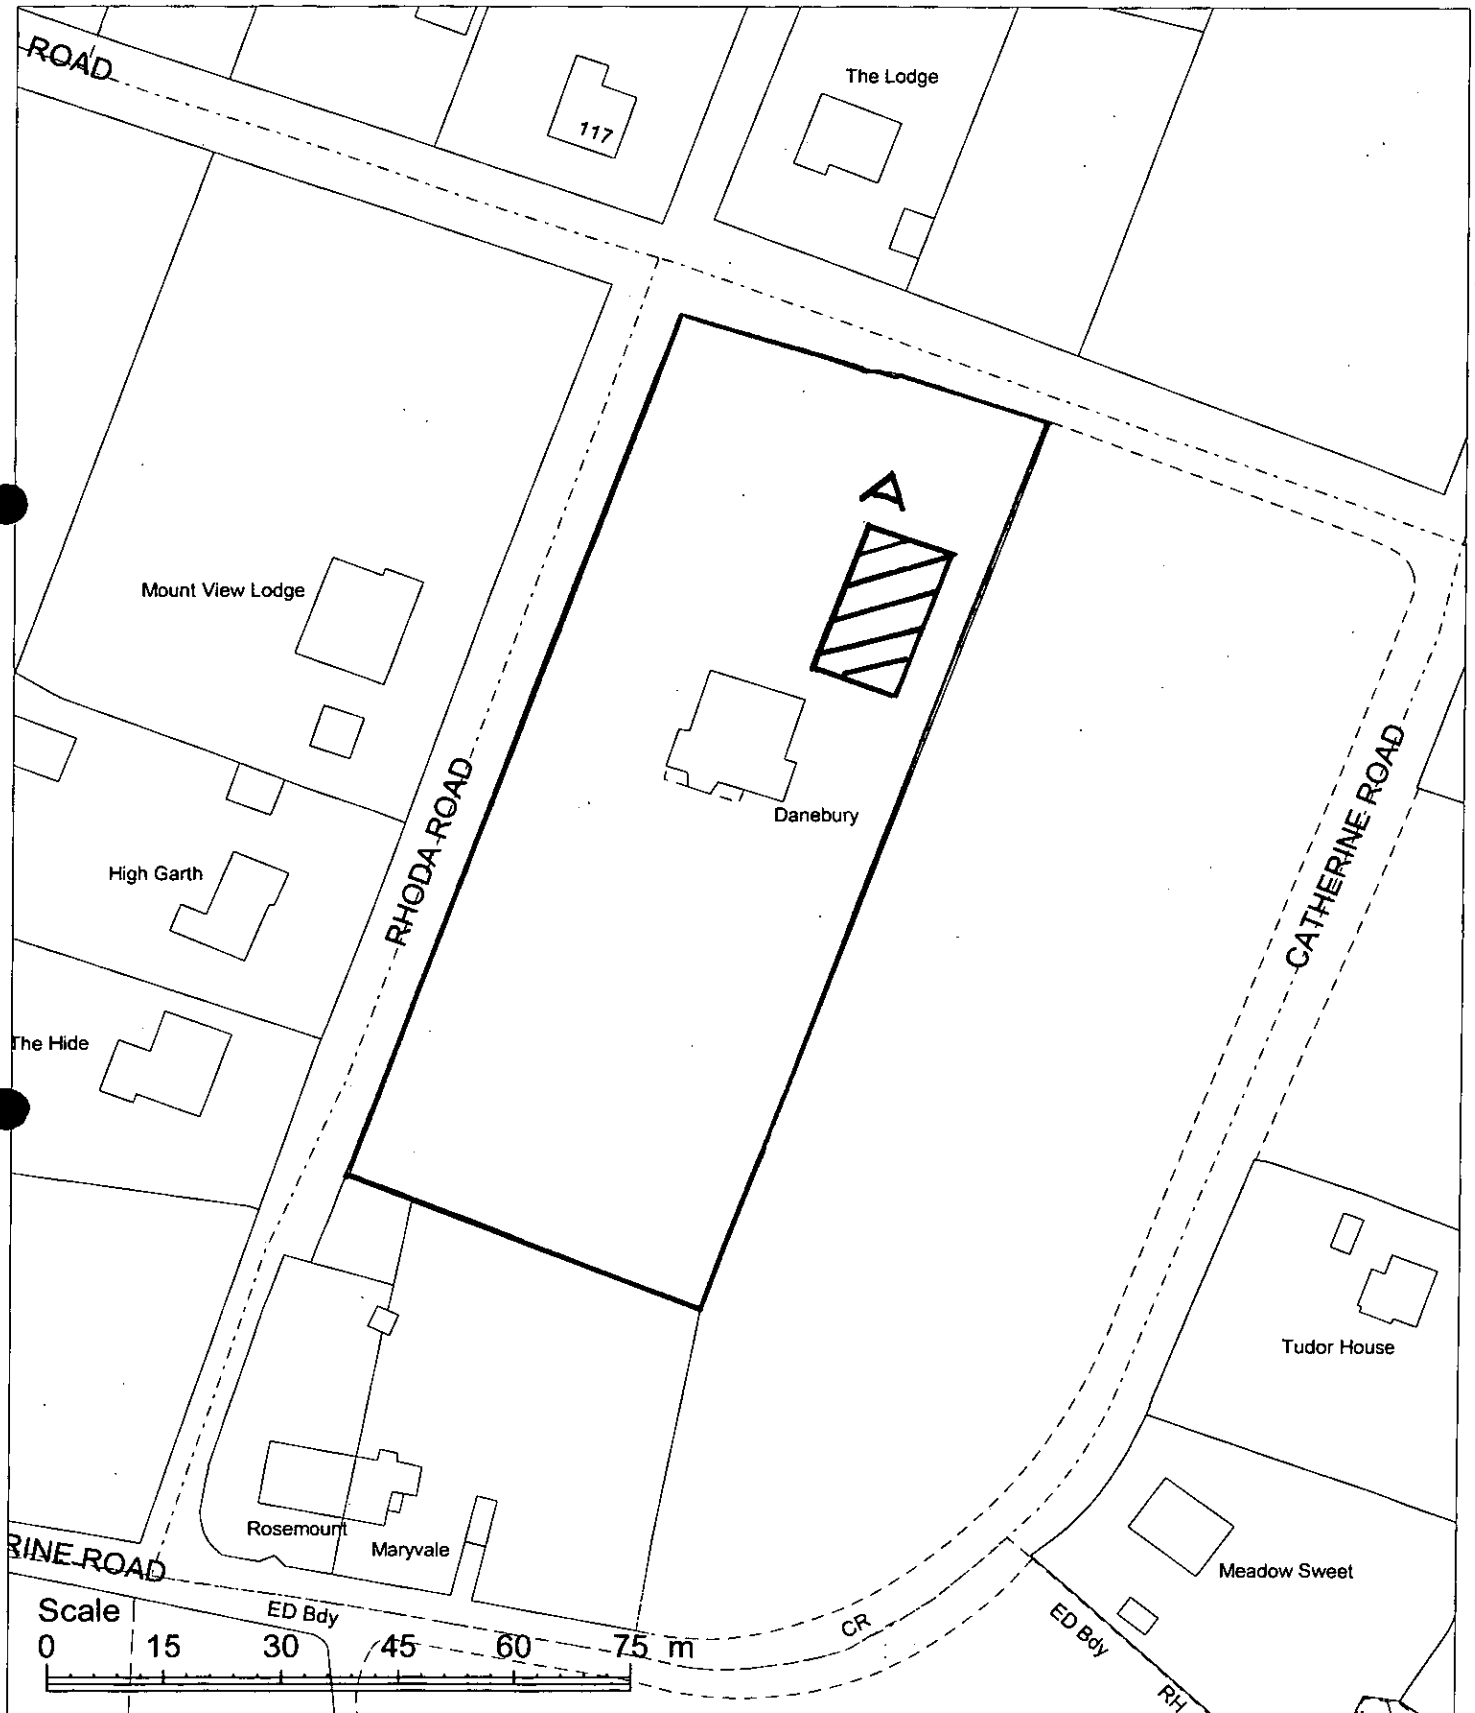 ROAD
The Lodge
117
A
Mount View Lodge
RHODA ROAD
CATHERINE ROAD
Danebury
High Garth
The Hide
Tudor House
Rosemount
Maryvale
Meadow Sweet
RINE ROAD
ED Bdy
CR
ED Bdy
RH
Scale
0 15 30 45 60 75 m